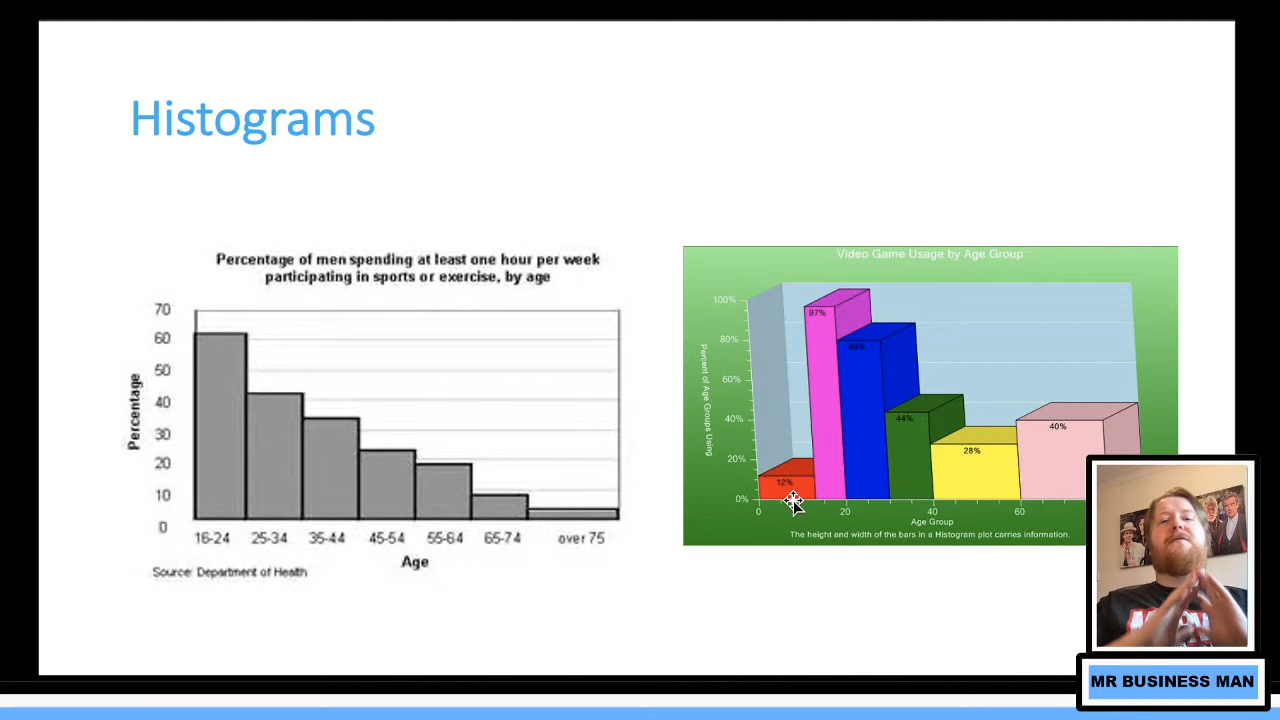 Histograms
Percentage of men spending at least one hour per week
participating in sports or exercise, by age
70
60
50
40
30
20
10
0
Percentage
16-24 25-34 35-44 45-54 55-64 65-74 over 75
Age
Source: Department of Health
Video Game Usage by Age Group
100%
80%
60%
40%
20%
0%
Percent of Age Groups Using
97%
80%
44%
28%
40%
12%
0 20 40 60
Age Group
The height and width of the bars in a Histogram plot carries information.
MR BUSINESS MAN